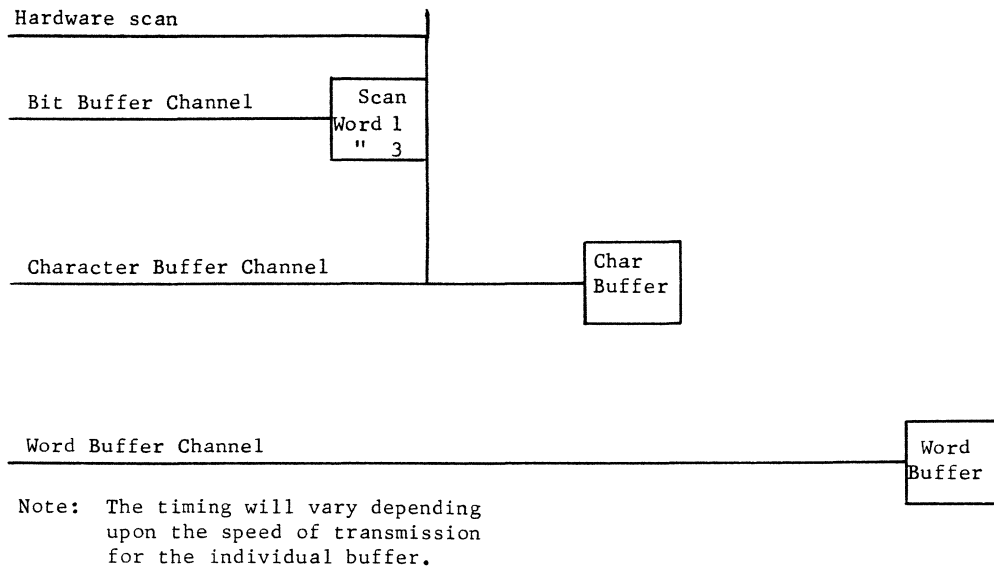 Hardware scan
Bit Buffer Channel
Scan
Word 1
" 3
Character Buffer Channel
Char
Buffer
Word Buffer Channel
Word
Buffer
Note: The timing will vary depending
upon the speed of transmission
for the individual buffer.